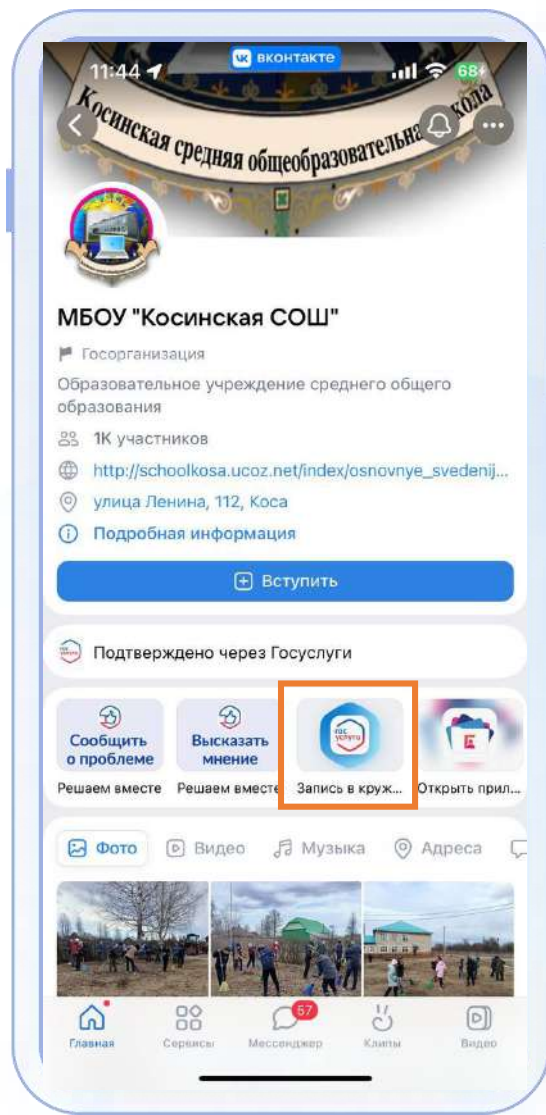 11:44
вконтакте
68
Косинская средняя общеобразовательная школа
МБОУ "Косинская СОШ"
Госорганизация
Образовательное учреждение среднего общего
образования
1К участников
http://schoolkosa.ucoz.net/index/osnovnye_svedenij...
улица Ленина, 112, Коса
Подробная информация
Вступить
Подтверждено через Госуслуги
Сообщить
о проблеме
Высказать
мнение
гос
услуги
Решаем вместе
Решаем вместе
Запись в круж...
Открыть прил...
Фото
Видео
Музыка
Адреса
57
Главная
Сервисы
Мессенджер
Клипы
Видео